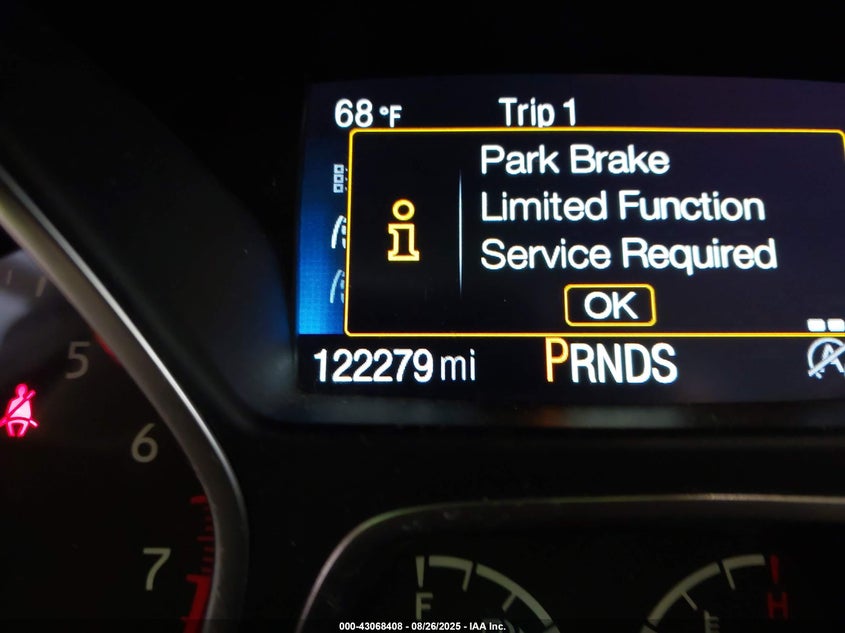 68 °F Trip 1
Park Brake
Limited Function
Service Required
OK
122279 mi PRNDS
5
6
7
F
E H
000-43068408 - 08/26/2025 - IAA Inc.